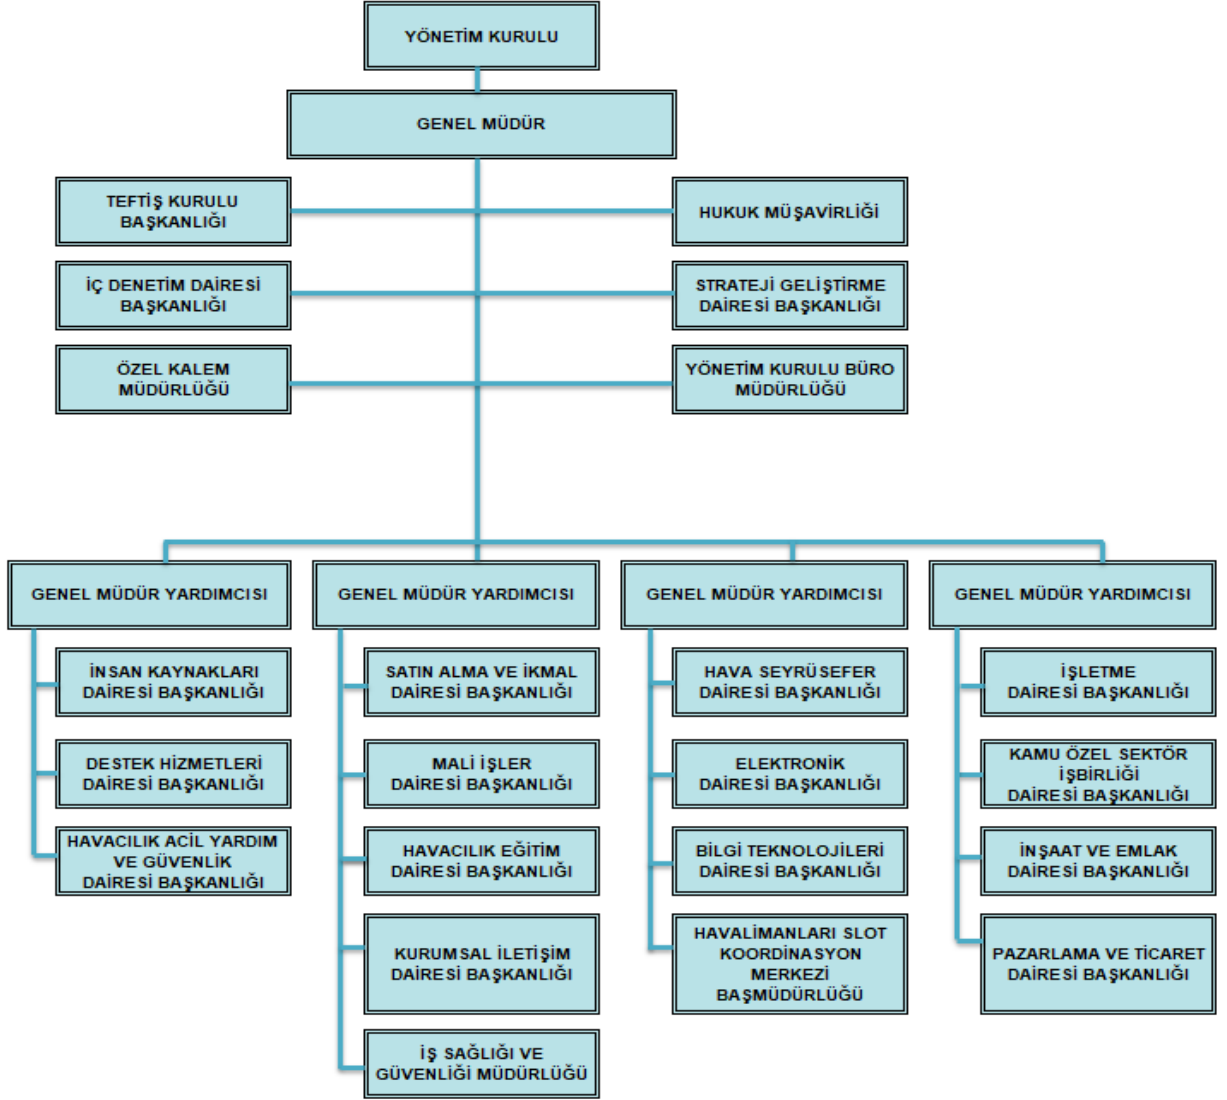 YÖNETİM KURULU
GENEL MÜDÜR
TEFTİŞ KURULU
BAŞKANLIĞI
HUKUK MÜŞAVİRLİĞİ
İÇ DENETİM DAİRESİ
BAŞKANLIĞI
STRATEJİ GELİŞTİRME
DAİRESİ BAŞKANLIĞI
ÖZEL KALEM
MÜDÜRLÜĞÜ
YÖNETİM KURULU BÜRO
MÜDÜRLÜĞÜ
GENEL MÜDÜR YARDIMCISI
İNSAN KAYNAKLARI
DAİRESİ BAŞKANLIĞI
DESTEK HİZMETLERİ
DAİRESİ BAŞKANLIĞI
HAVACILIK ACİL YARDIM
VE GÜVENLİK
DAİRESİ BAŞKANLIĞI
GENEL MÜDÜR YARDIMCISI
SATIN ALMA VE İKMAL
DAİRESİ BAŞKANLIĞI
MALİ İŞLER
DAİRESİ BAŞKANLIĞI
HAVACILIK EĞİTİM
DAİRESİ BAŞKANLIĞI
KURUMSAL İLETİŞİM
DAİRESİ BAŞKANLIĞI
İŞ SAĞLIĞI VE
GÜVENLİĞİ MÜDÜRLÜĞÜ
GENEL MÜDÜR YARDIMCISI
HAVA SEYRÜSEFER
DAİRESİ BAŞKANLIĞI
ELEKTRONİK
DAİRESİ BAŞKANLIĞI
BİLGİ TEKNOLOJİLERİ
DAİRESİ BAŞKANLIĞI
HAVALİMANLARI SLOT
KOORDİNASYON
MERKEZİ
BAŞMÜDÜRLÜĞÜ
GENEL MÜDÜR YARDIMCISI
İŞLETME
DAİRESİ BAŞKANLIĞI
KAMU ÖZEL SEKTÖR
İŞBİRLİĞİ
DAİRESİ BAŞKANLIĞI
İNŞAAT VE EMLAK
DAİRESİ BAŞKANLIĞI
PAZARLAMA VE TİCARET
DAİRESİ BAŞKANLIĞI